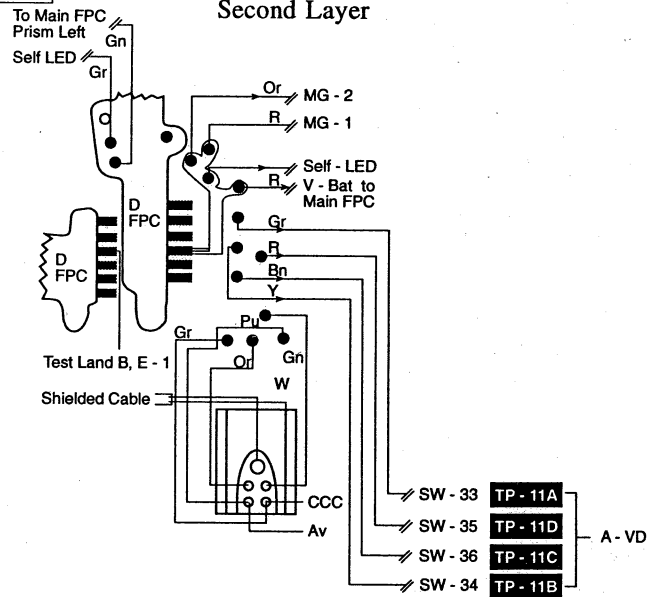 Second Layer
To Main FPC
Prism Left
Gn
Self LED
Gr
Or
MG - 2
R
MG - 1
Self - LED
R
V - Bat to
Main FPC
D
FPC
D
FPC
Gr
R
Bn
Y
Pu
Gr
Or
Gn
W
Test Land B, E - 1
Shielded Cable
CCC
Av
SW - 33 TP - 11A
SW - 35 TP - 11D
A - VD
SW - 36 TP - 11C
SW - 34 TP - 11B